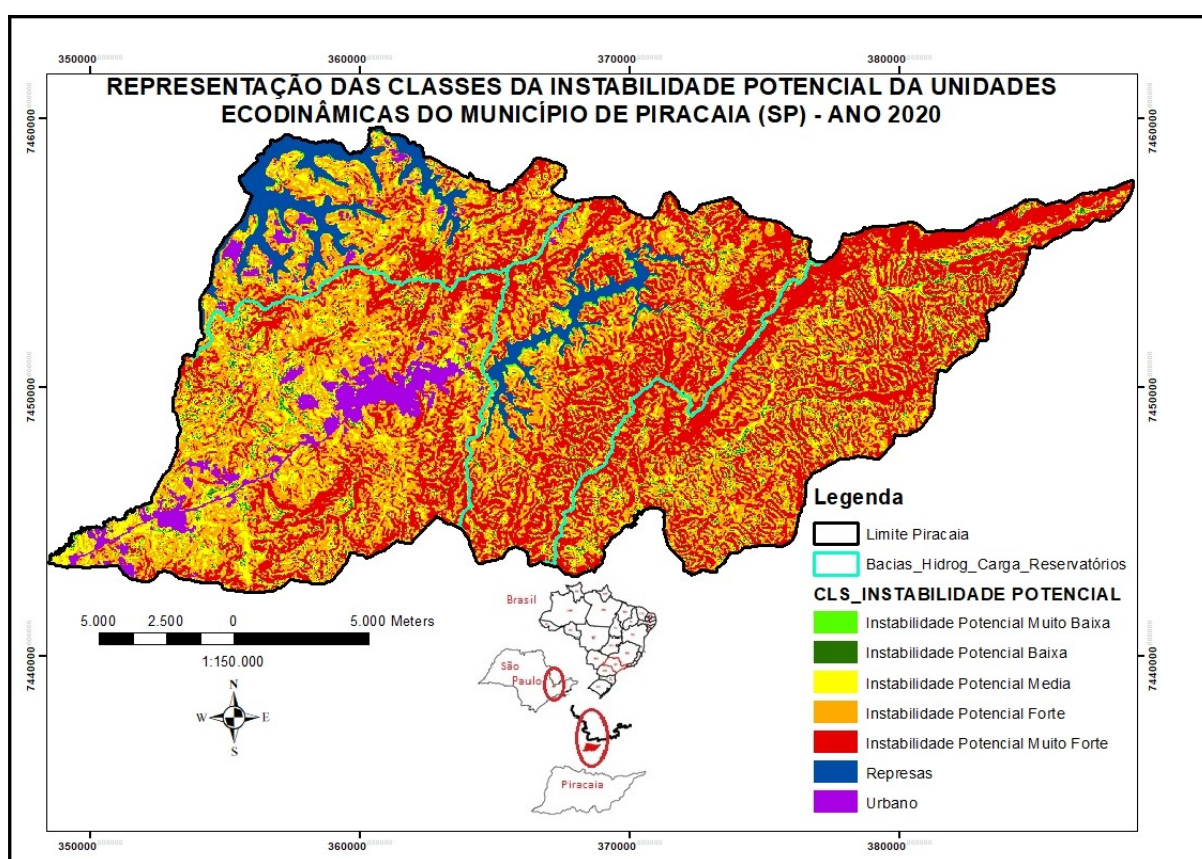 350000 360000 370000 380000
REPRESENTAÇÃO DAS CLASSES DA INSTABILIDADE POTENCIAL DA UNIDADES
ECODINÂMICAS DO MUNICÍPIO DE PIRACAIA (SP) - ANO 2020
7460000 7460000
7450000 7450000
7440000 7440000
Legenda
Limite Piracaia
Bacias_Hidrog_Carga_Reservatórios
CLS_INSTABILIDADE POTENCIAL
Instabilidade Potencial Muito Baixa
Instabilidade Potencial Baixa
Instabilidade Potencial Media
Instabilidade Potencial Forte
Instabilidade Potencial Muito Forte
Represas
Urbano
5.000 2.500 0 5.000 Meters
1:150.000
N
W E
S
Brasil
São
Paulo
Piracaia
350000 360000 370000 380000